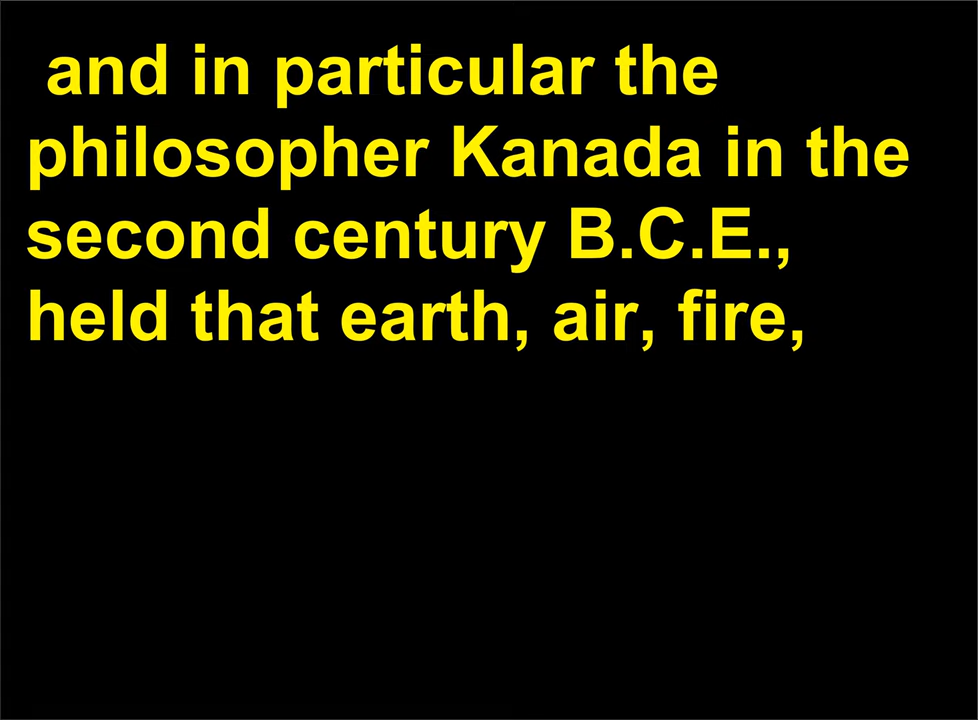 and in particular the
philosopher Kanada in the
second century B.C.E.,
held that earth, air, fire,